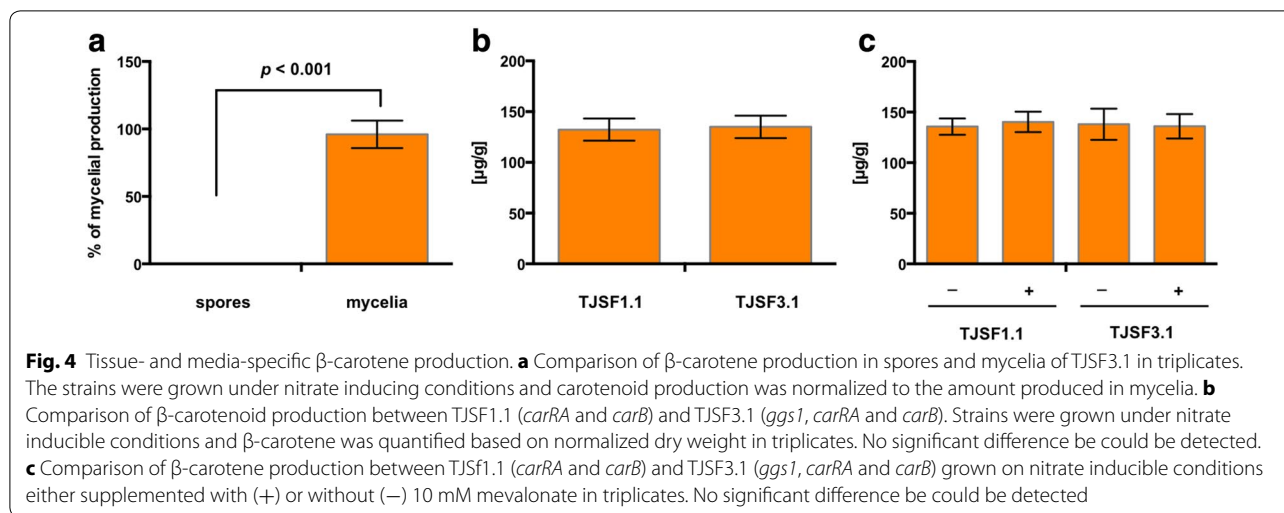 a
b
c
150
100
50
0
% of mycelial production
p < 0.001
spores
mycelia
200
150
100
50
0
[µg/g]
TJSF1.1
TJSF3.1
200
150
100
50
0
[µg/g]
– + – +
TJSF1.1
TJSF3.1
Fig. 4 Tissue- and media-specific β-carotene production. a Comparison of β-carotene production in spores and mycelia of TJSF3.1 in triplicates.
The strains were grown under nitrate inducing conditions and carotenoid production was normalized to the amount produced in mycelia. b
Comparison of β-carotenoid production between TJSF1.1 (carRA and carB) and TJSF3.1 (ggs1, carRA and carB). Strains were grown under nitrate
inducible conditions and β-carotene was quantified based on normalized dry weight in triplicates. No significant difference be could be detected.
c Comparison of β-carotene production between TJSf1.1 (carRA and carB) and TJSF3.1 (ggs1, carRA and carB) grown on nitrate inducible conditions
either supplemented with (+) or without (−) 10 mM mevalonate in triplicates. No significant difference be could be detected